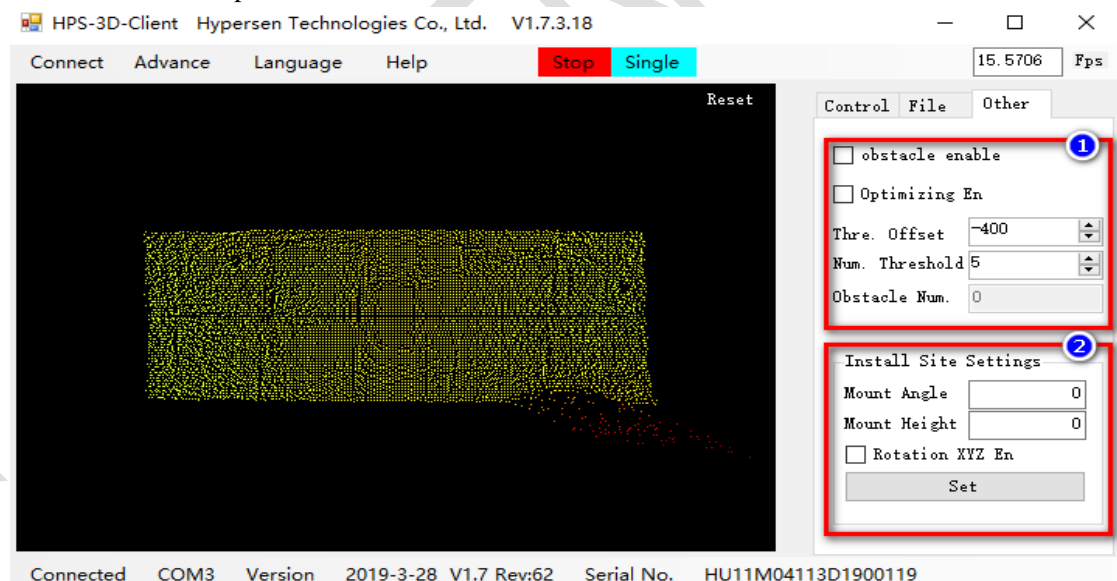 HPS-3D-Client Hypersen Technologies Co., Ltd. V1.7.3.18
Connect Advance Language Help Stop Single 15.5706 Fps
Reset
Control File Other
1
obstacle enable
Optimizing En
Thre. Offset -400
Num. Threshold 5
Obstacle Num. 0
2
Install Site Settings
Mount Angle 0
Mount Height 0
Rotation XYZ En
Set
Connected COM3 Version 2019-3-28 V1.7 Rev:62 Serial No. HU11M04113D1900119